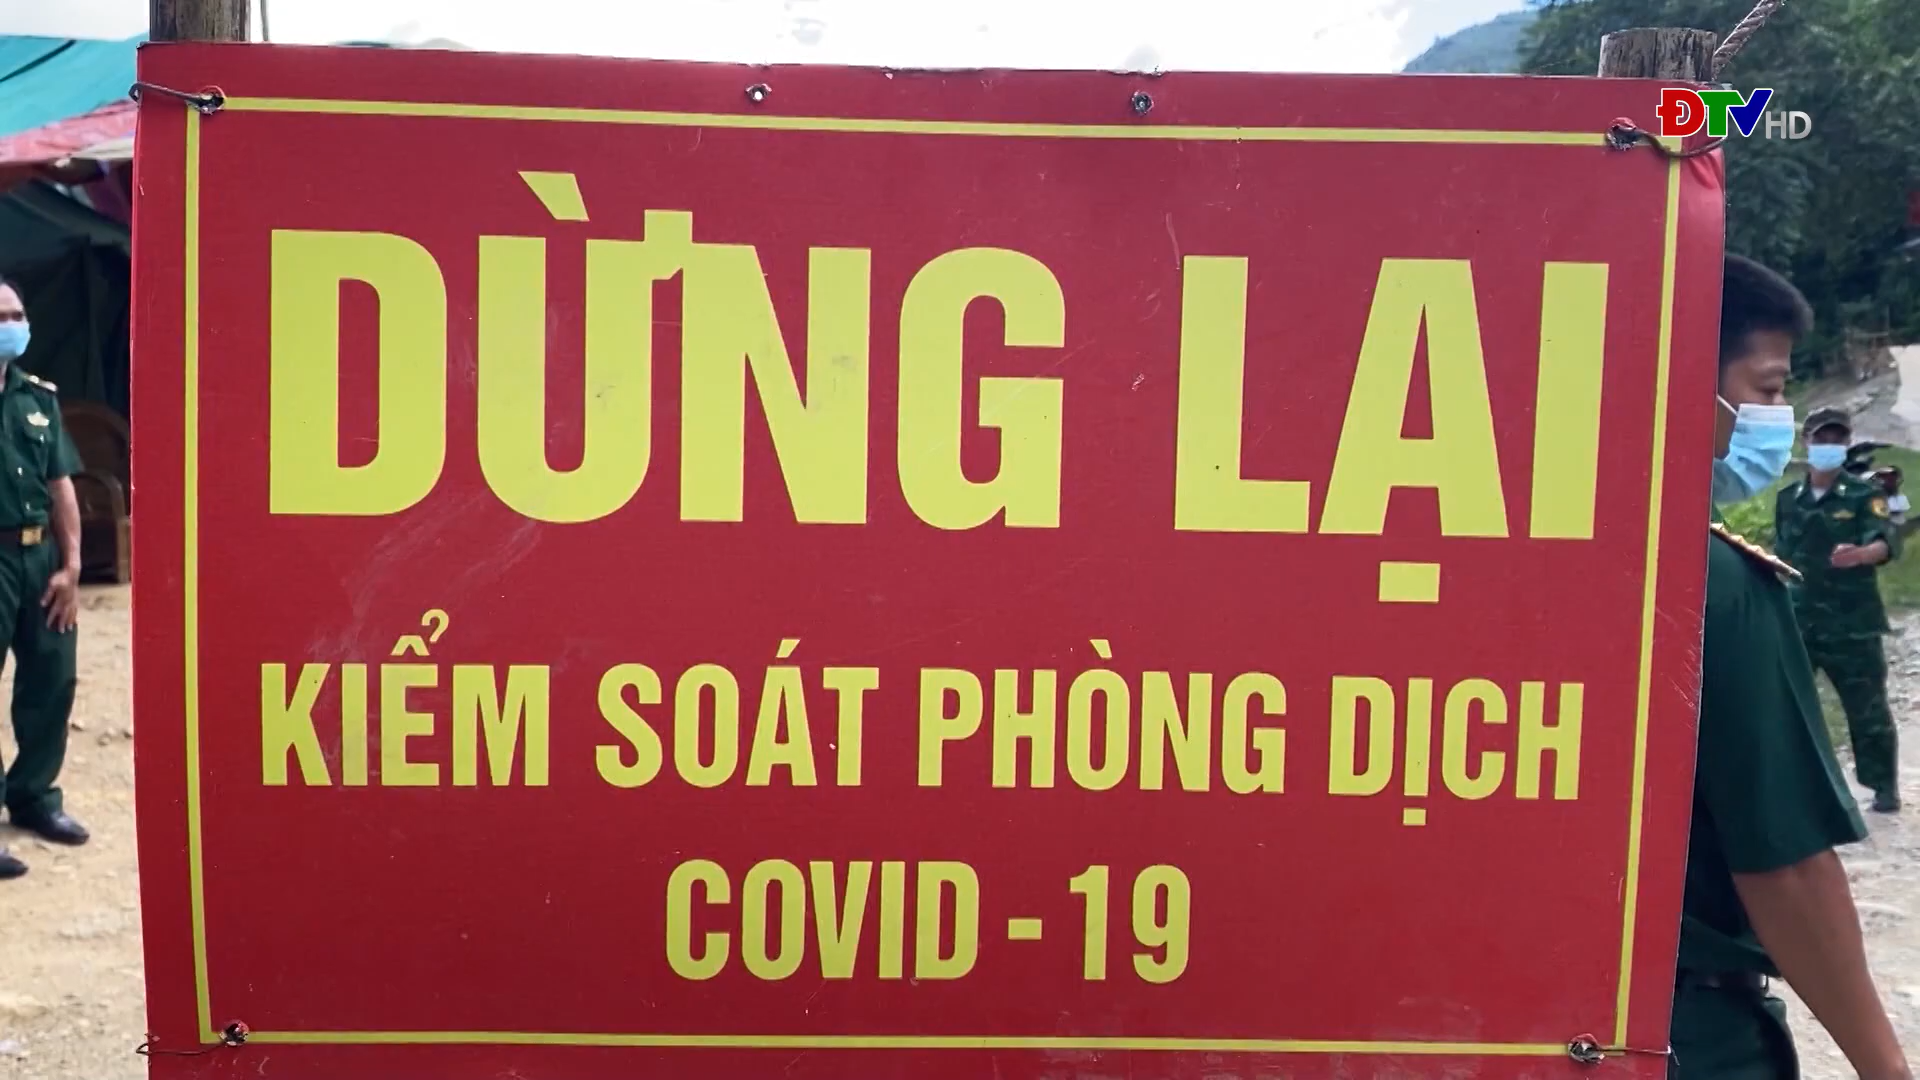 ĐTV HD
DỪNG LẠI
KIỂM SOÁT PHÒNG DỊCH
COVID - 19